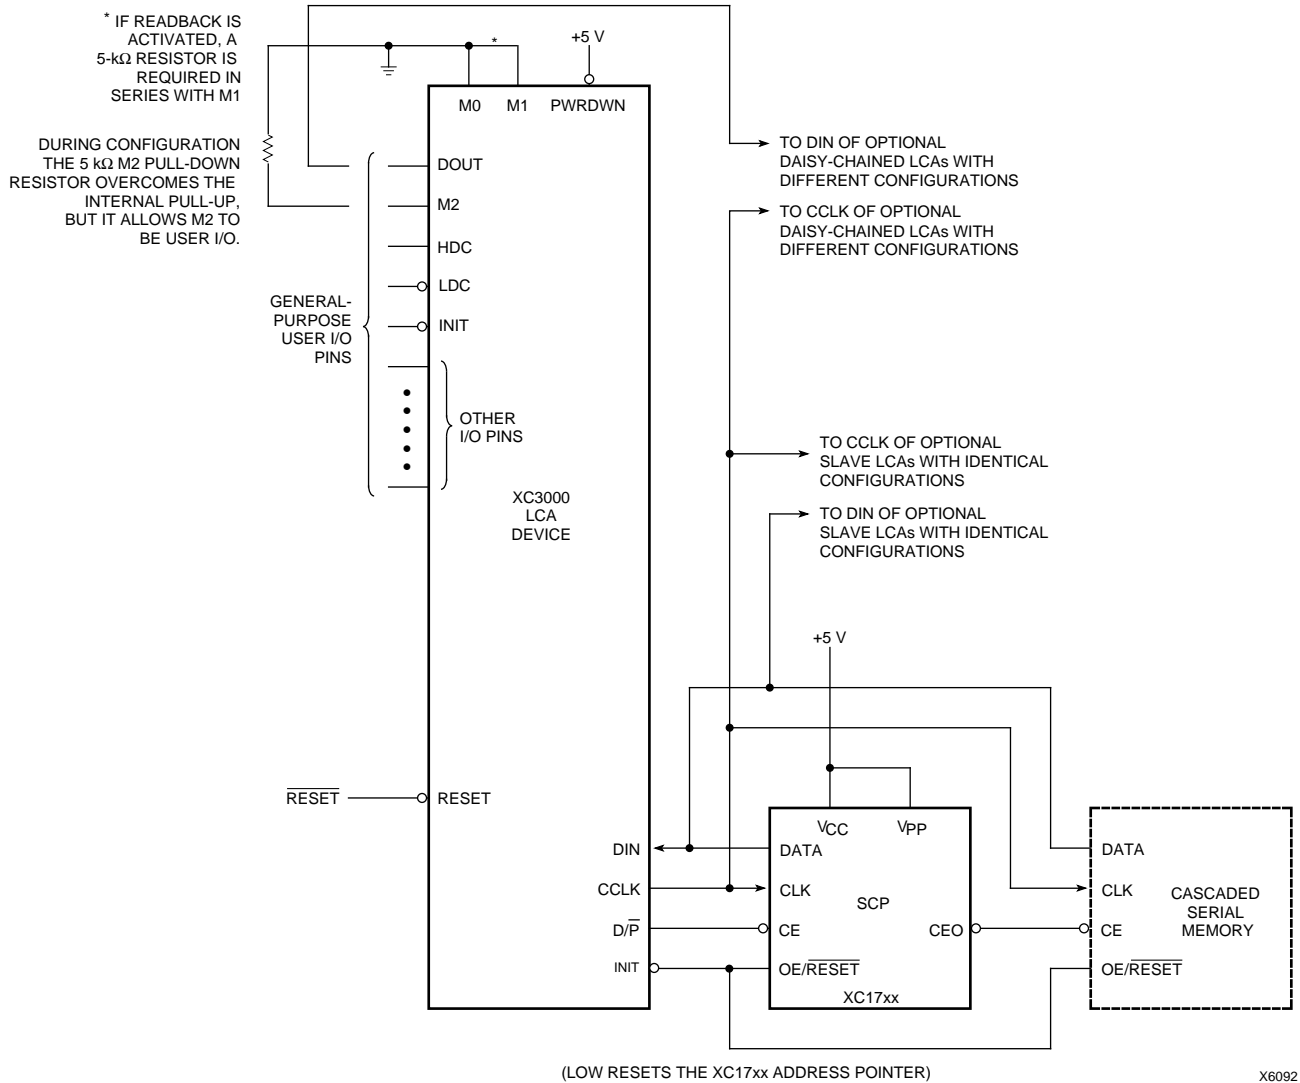 * IF READBACK IS
ACTIVATED, A
5-kΩ RESISTOR IS
REQUIRED IN
SERIES WITH M1
*
+5 V
M0 M1 PWRDWN
DURING CONFIGURATION
THE 5 kΩ M2 PULL-DOWN
RESISTOR OVERCOMES THE
INTERNAL PULL-UP,
BUT IT ALLOWS M2 TO
BE USER I/O.
DOUT
M2
HDC
LDC
INIT
GENERAL-
PURPOSE
USER I/O
PINS
OTHER
I/O PINS
XC3000
LCA
DEVICE
TO DIN OF OPTIONAL
DAISY-CHAINED LCAs WITH
DIFFERENT CONFIGURATIONS
TO CCLK OF OPTIONAL
DAISY-CHAINED LCAs WITH
DIFFERENT CONFIGURATIONS
TO CCLK OF OPTIONAL
SLAVE LCAs WITH IDENTICAL
CONFIGURATIONS
TO DIN OF OPTIONAL
SLAVE LCAs WITH IDENTICAL
CONFIGURATIONS
+5 V
RESET
RESET
DIN
CCLK
D/P
INIT
VCC VPP
DATA
CLK
SCP
CE
CEO
OE/RESET
XC17xx
DATA
CLK
CASCADED
SERIAL
MEMORY
CE
OE/RESET
(LOW RESETS THE XC17xx ADDRESS POINTER)
X6092